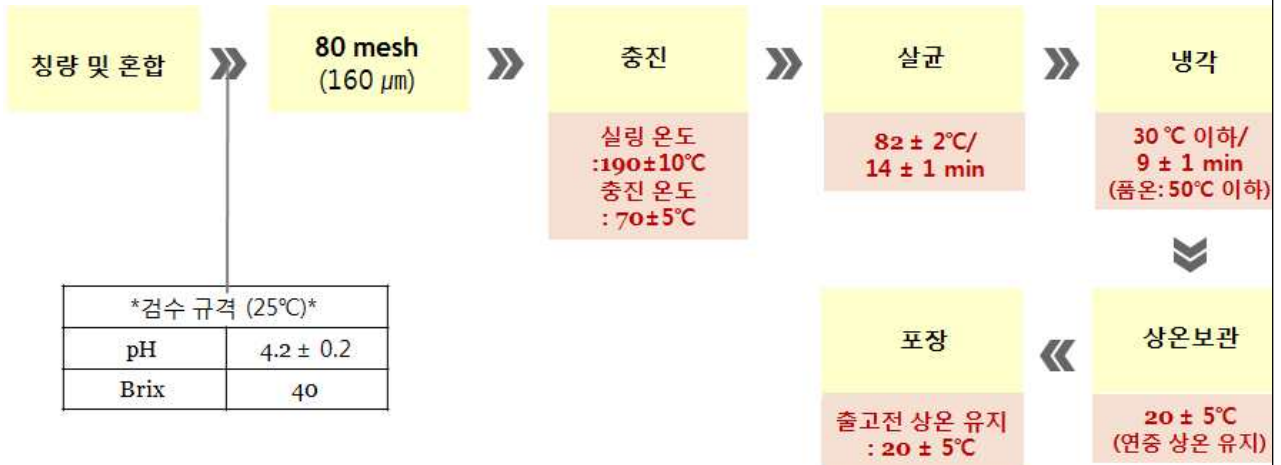 칭량 및 혼합
80 mesh
(160 ㎛)
충진
실링 온도
:190±10℃
충진 온도
: 70±5℃
살균
82 ± 2℃/
14 ± 1 min
냉각
30 ℃ 이하/
9 ± 1 min
(품온: 50℃ 이하)
*검수 규격 (25℃)*
pH 4.2 ± 0.2
Brix 40
상온보관
20 ± 5℃
(연중 상온 유지)
포장
출고전 상온 유지
: 20 ± 5℃